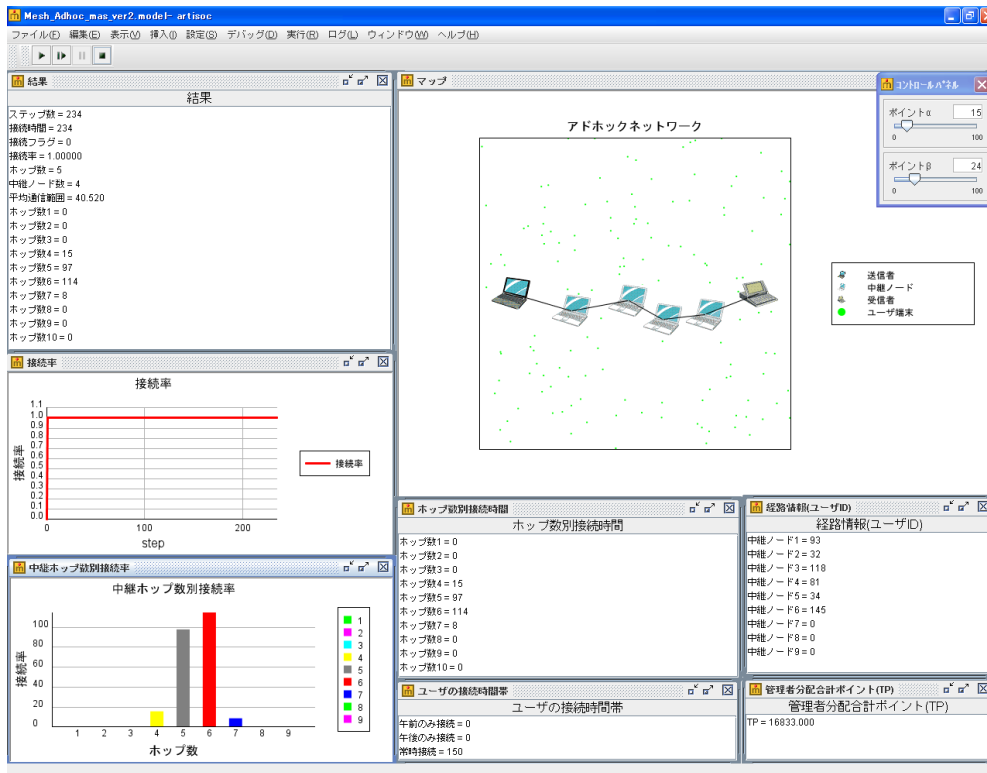 Mesh_Adhoc_mas_ver2.model- artisoc
ファイル(F) 編集(E) 表示(V) 挿入(I) 設定(S) デバッグ(D) 実行(R) ログ(L) ウィンドウ(W) ヘルプ(H)
結果
結果
ステップ数 = 234
接続時間 = 234
接続フラグ = 0
接続率 = 1.00000
ホップ数 = 5
中継ノード数 = 4
平均通信範囲 = 40.520
ホップ数1 = 0
ホップ数2 = 0
ホップ数3 = 0
ホップ数4 = 15
ホップ数5 = 97
ホップ数6 = 114
ホップ数7 = 8
ホップ数8 = 0
ホップ数9 = 0
ホップ数10 = 0
マップ
アドホックネットワーク
送信者
中継ノード
受信者
ユーザ端末
コントロールパネル
ポイントα 15
0 100
ポイントβ 24
0 100
接続率
接続率
1.1
1.0
0.9
0.8
0.7
0.6
0.5
0.4
0.3
0.2
0.1
0.0
接続率
0 100 200
step
接続率
中継ホップ数別接続率
中継ホップ数別接続率
100
80
60
40
20
0
接続率
1 2 3 4 5 6 7 8 9
ホップ数
1
2
3
4
5
6
7
8
9
ホップ数別接続時間
ホップ数別接続時間
ホップ数1 = 0
ホップ数2 = 0
ホップ数3 = 0
ホップ数4 = 15
ホップ数5 = 97
ホップ数6 = 114
ホップ数7 = 8
ホップ数8 = 0
ホップ数9 = 0
ホップ数10 = 0
経路情報(ユーザID)
経路情報(ユーザID)
中継ノード1 = 93
中継ノード2 = 32
中継ノード3 = 118
中継ノード4 = 81
中継ノード5 = 34
中継ノード6 = 145
中継ノード7 = 0
中継ノード8 = 0
中継ノード9 = 0
ユーザの接続時間帯
ユーザの接続時間帯
午前のみ接続 = 0
午後のみ接続 = 0
常時接続 = 150
管理者分配合計ポイント(TP)
管理者分配合計ポイント(TP)
TP = 16833.000